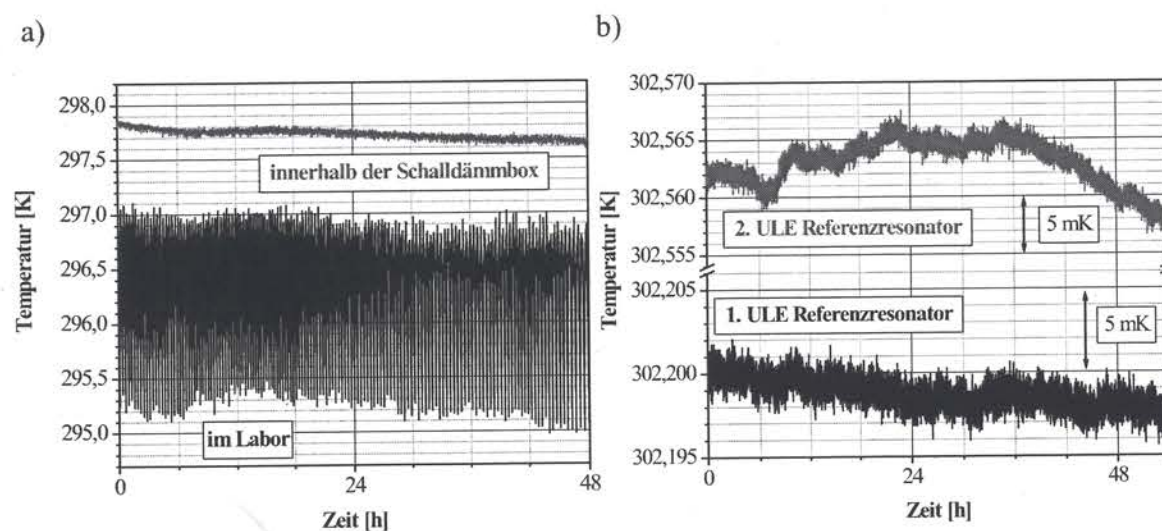 a)
298,0
297,5
297,0
296,5
296,0
295,5
295,0
Temperatur [K]
innerhalb der Schalldämmbox
im Labor
0
24
48
Zeit [h]
b)
302,570
302,565
302,560
302,555
302,205
302,200
302,195
Temperatur [K]
2. ULE Referenzresonator
5 mK
1. ULE Referenzresonator
5 mK
0
24
48
Zeit [h]